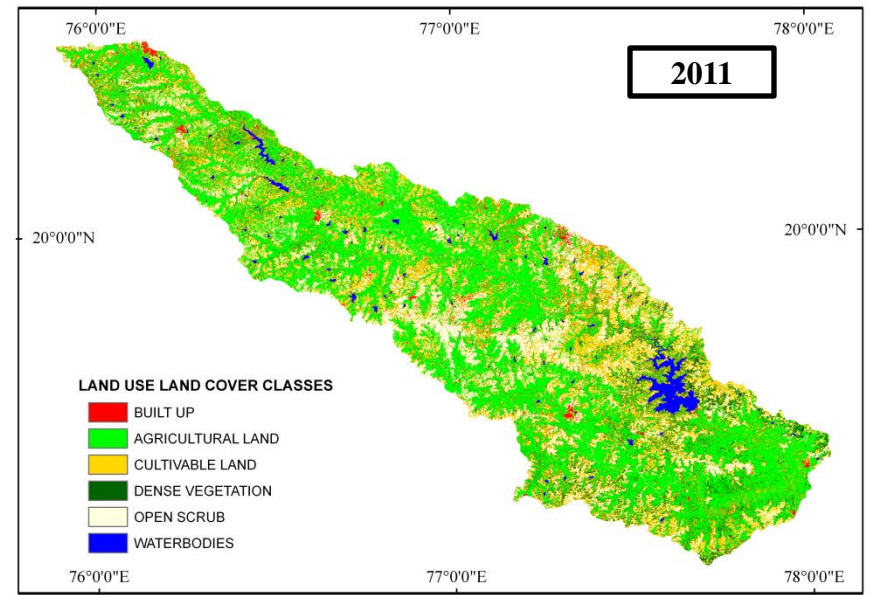 76°0'0"E 77°0'0"E 78°0'0"E
2011
20°0'0"N 20°0'0"N
LAND USE LAND COVER CLASSES
BUILT UP
AGRICULTURAL LAND
CULTIVABLE LAND
DENSE VEGETATION
OPEN SCRUB
WATERBODIES
76°0'0"E 77°0'0"E 78°0'0"E